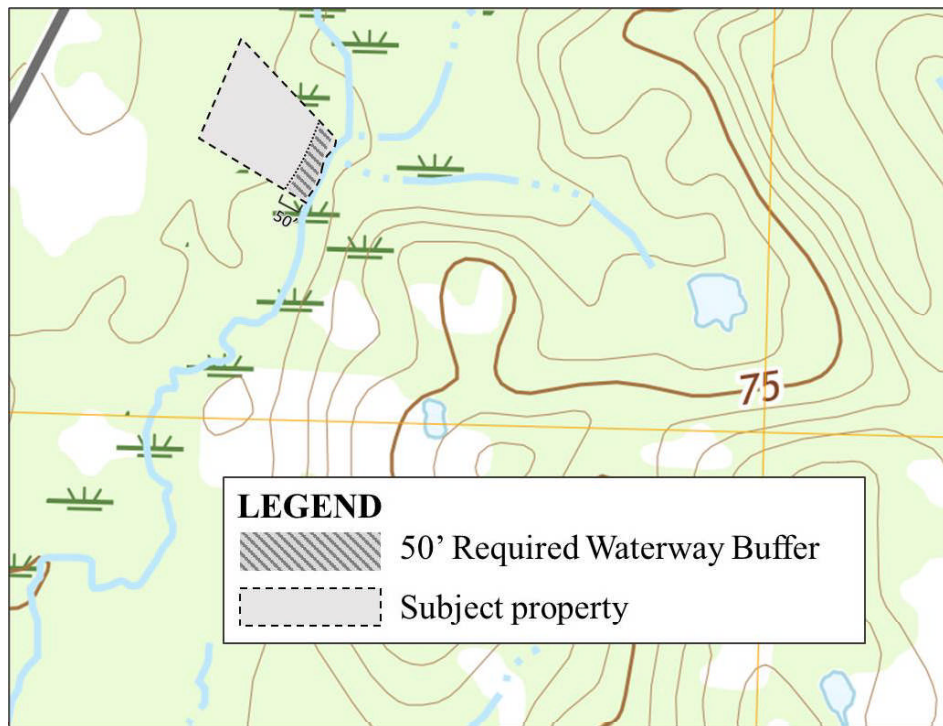 50’
75
LEGEND
50’ Required Waterway Buffer
Subject property